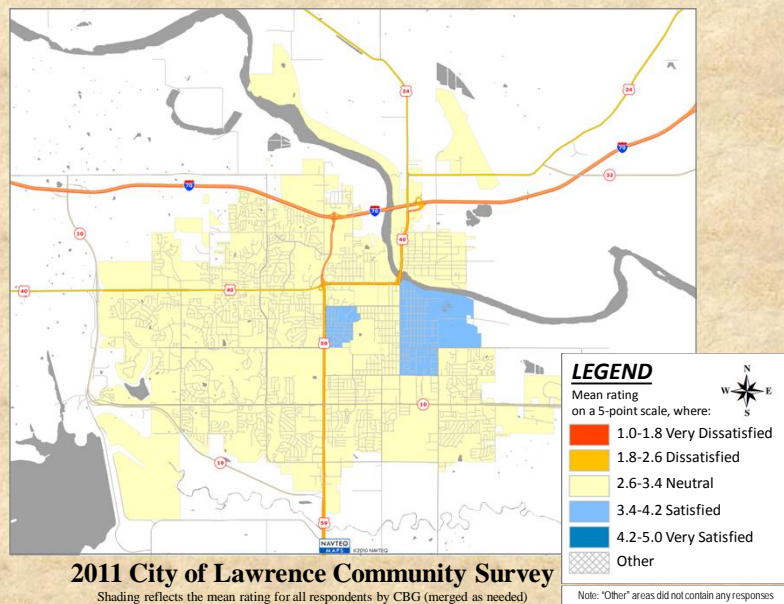 24
24
70
32
70
70
10
40
40
40
59
10
10
59
NAVTEQ
MAPS
©2010 NAVTEQ
LEGEND
Mean rating
on a 5-point scale, where:
N
W E
S
1.0-1.8 Very Dissatisfied
1.8-2.6 Dissatisfied
2.6-3.4 Neutral
3.4-4.2 Satisfied
4.2-5.0 Very Satisfied
Other
2011 City of Lawrence Community Survey
Shading reflects the mean rating for all respondents by CBG (merged as needed)
Note: "Other" areas did not contain any responses